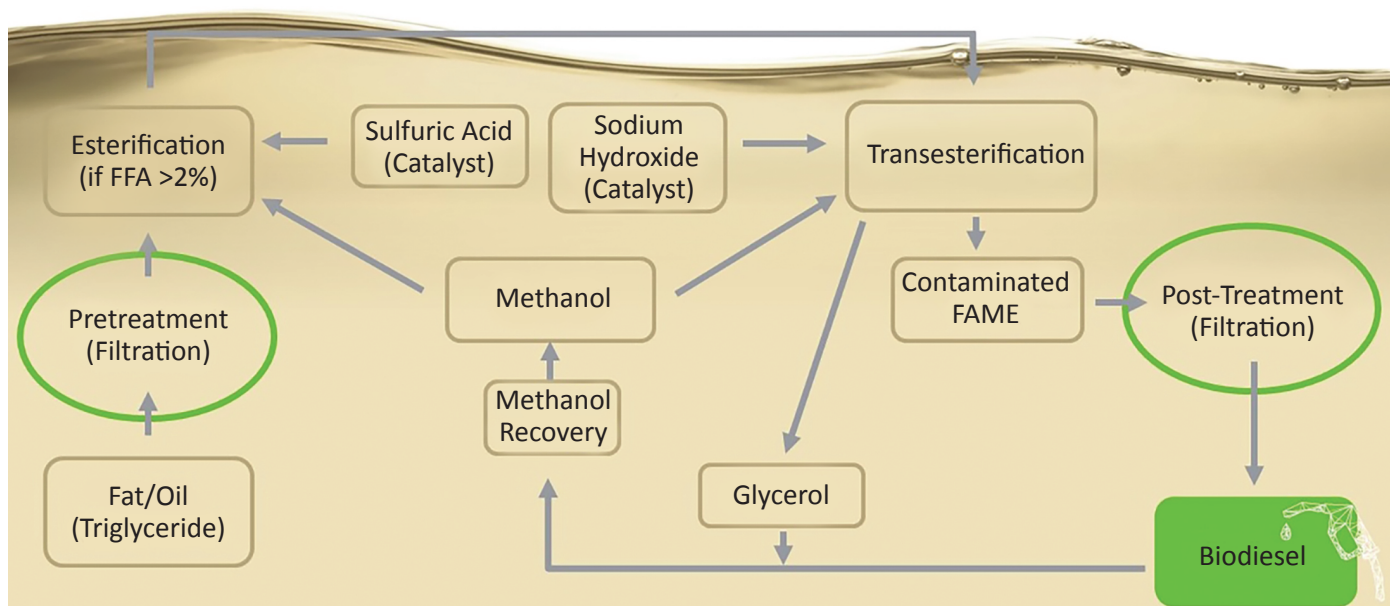 Esterification
(if FFA >2%)
Sulfuric Acid
(Catalyst)
Sodium
Hydroxide
(Catalyst)
Transesterification
Pretreatment
(Filtration)
Methanol
Contaminated
FAME
Post-Treatment
(Filtration)
Methanol
Recovery
Fat/Oil
(Triglyceride)
Glycerol
Biodiesel